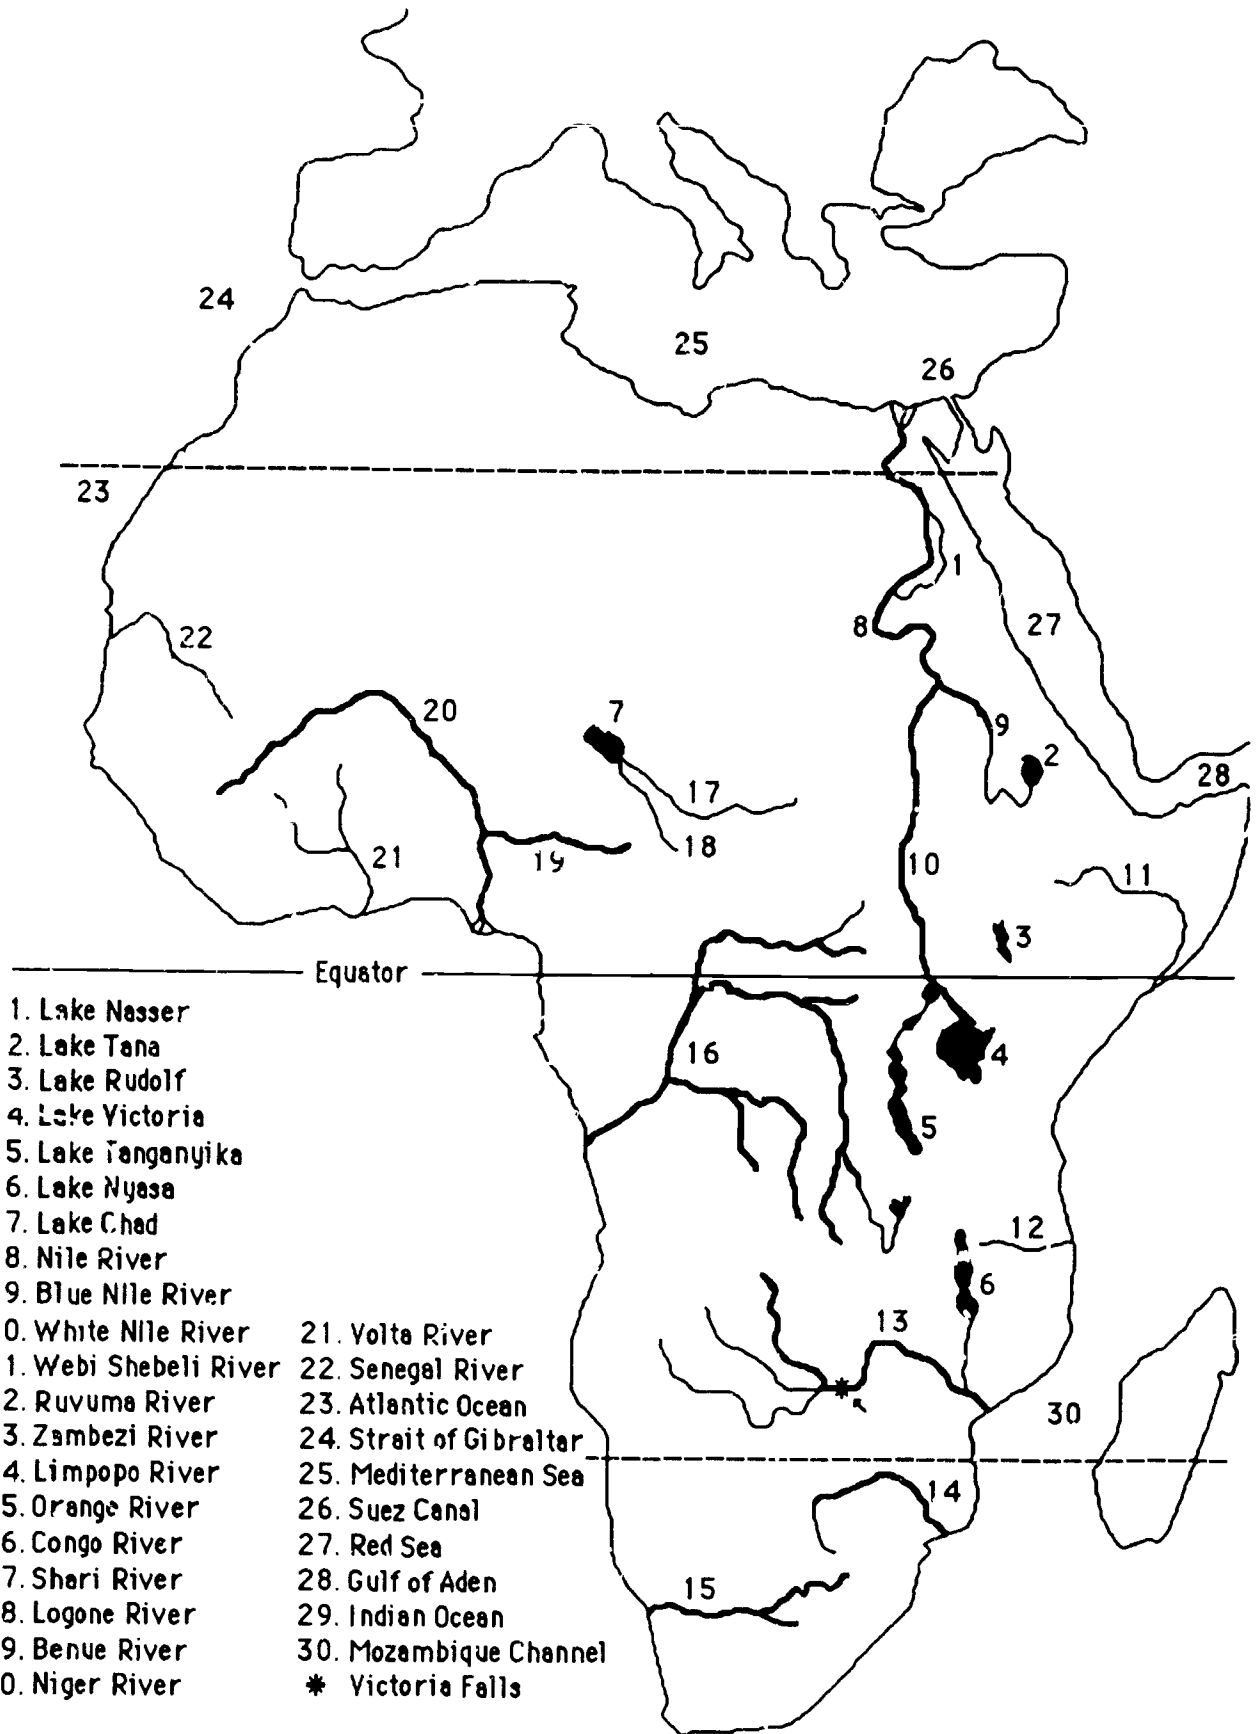 24
25
26
23
1
8
27
22
20
7
9
2
28
17
18
19
21
10
11
3
Equator
16
4
5
12
6
13
30
14
15
1. Lake Nasser
2. Lake Tana
3. Lake Rudolf
4. Lake Victoria
5. Lake Tanganyika
6. Lake Nyasa
7. Lake Chad
8. Nile River
9. Blue Nile River
0. White Nile River
1. Webi Shebeli River
2. Ruvuma River
3. Zambezi River
4. Limpopo River
5. Orange River
6. Congo River
7. Shari River
8. Logone River
9. Benue River
0. Niger River
21. Volta River
22. Senegal River
23. Atlantic Ocean
24. Strait of Gibraltar
25. Mediterranean Sea
26. Suez Canal
27. Red Sea
28. Gulf of Aden
29. Indian Ocean
30. Mozambique Channel
* Victoria Falls